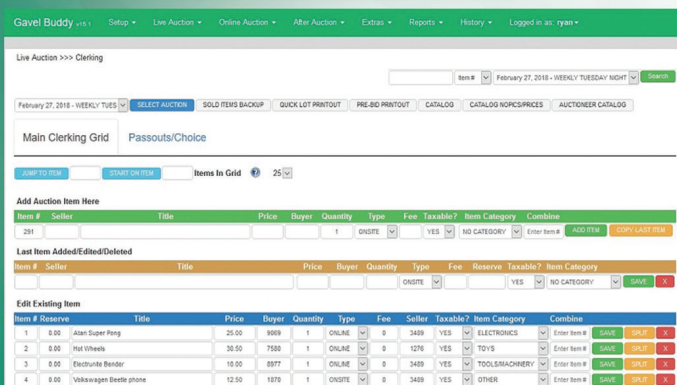 Gavel Buddy v15.1 Setup Live Auction Online Auction After Auction Extras Reports History Logged in as: ryan
Live Auction >>> Clerking
Item # February 27, 2018 - WEEKLY TUESDAY NIGHT Search
February 27, 2018 - WEEKLY TUES SELECT AUCTION SOLD ITEMS BACKUP QUICK LOT PRINTOUT PRE-BID PRINTOUT CATALOG CATALOG NOPICS/PRICES AUCTIONEER CATALOG
Main Clerking Grid Passouts/Choice
JUMP TO ITEM START ON ITEM Items In Grid ? 25
Add Auction Item Here
Item # Seller Title Price Buyer Quantity Type Fee Taxable? Item Category Combine
291 1 ONSITE YES NO CATEGORY Enter Item # ADD ITEM COPY LAST ITEM
Last Item Added/Edited/Deleted
Item # Seller Title Price Buyer Quantity Type Fee Reserve Taxable? Item Category
ONSITE YES NO CATEGORY SAVE X
Edit Existing Item
Item # Reserve Title Price Buyer Quantity Type Fee Seller Taxable? Item Category Combine
1 0.00 Atari Super Pong 25.00 9069 1 ONLINE 0 3489 YES ELECTRONICS Enter Item # SAVE SPLIT X
2 0.00 Hot Wheels 30.50 7580 1 ONLINE 0 1276 YES TOYS Enter Item # SAVE SPLIT X
3 0.00 Electrunite Bender 10.00 8977 1 ONLINE 0 3489 YES TOOLS/MACHINERY Enter Item # SAVE SPLIT X
4 0.00 Volkswagen Beetle phone 12.50 1870 1 ONSITE 0 3489 YES OTHER Enter Item # SAVE SPLIT X